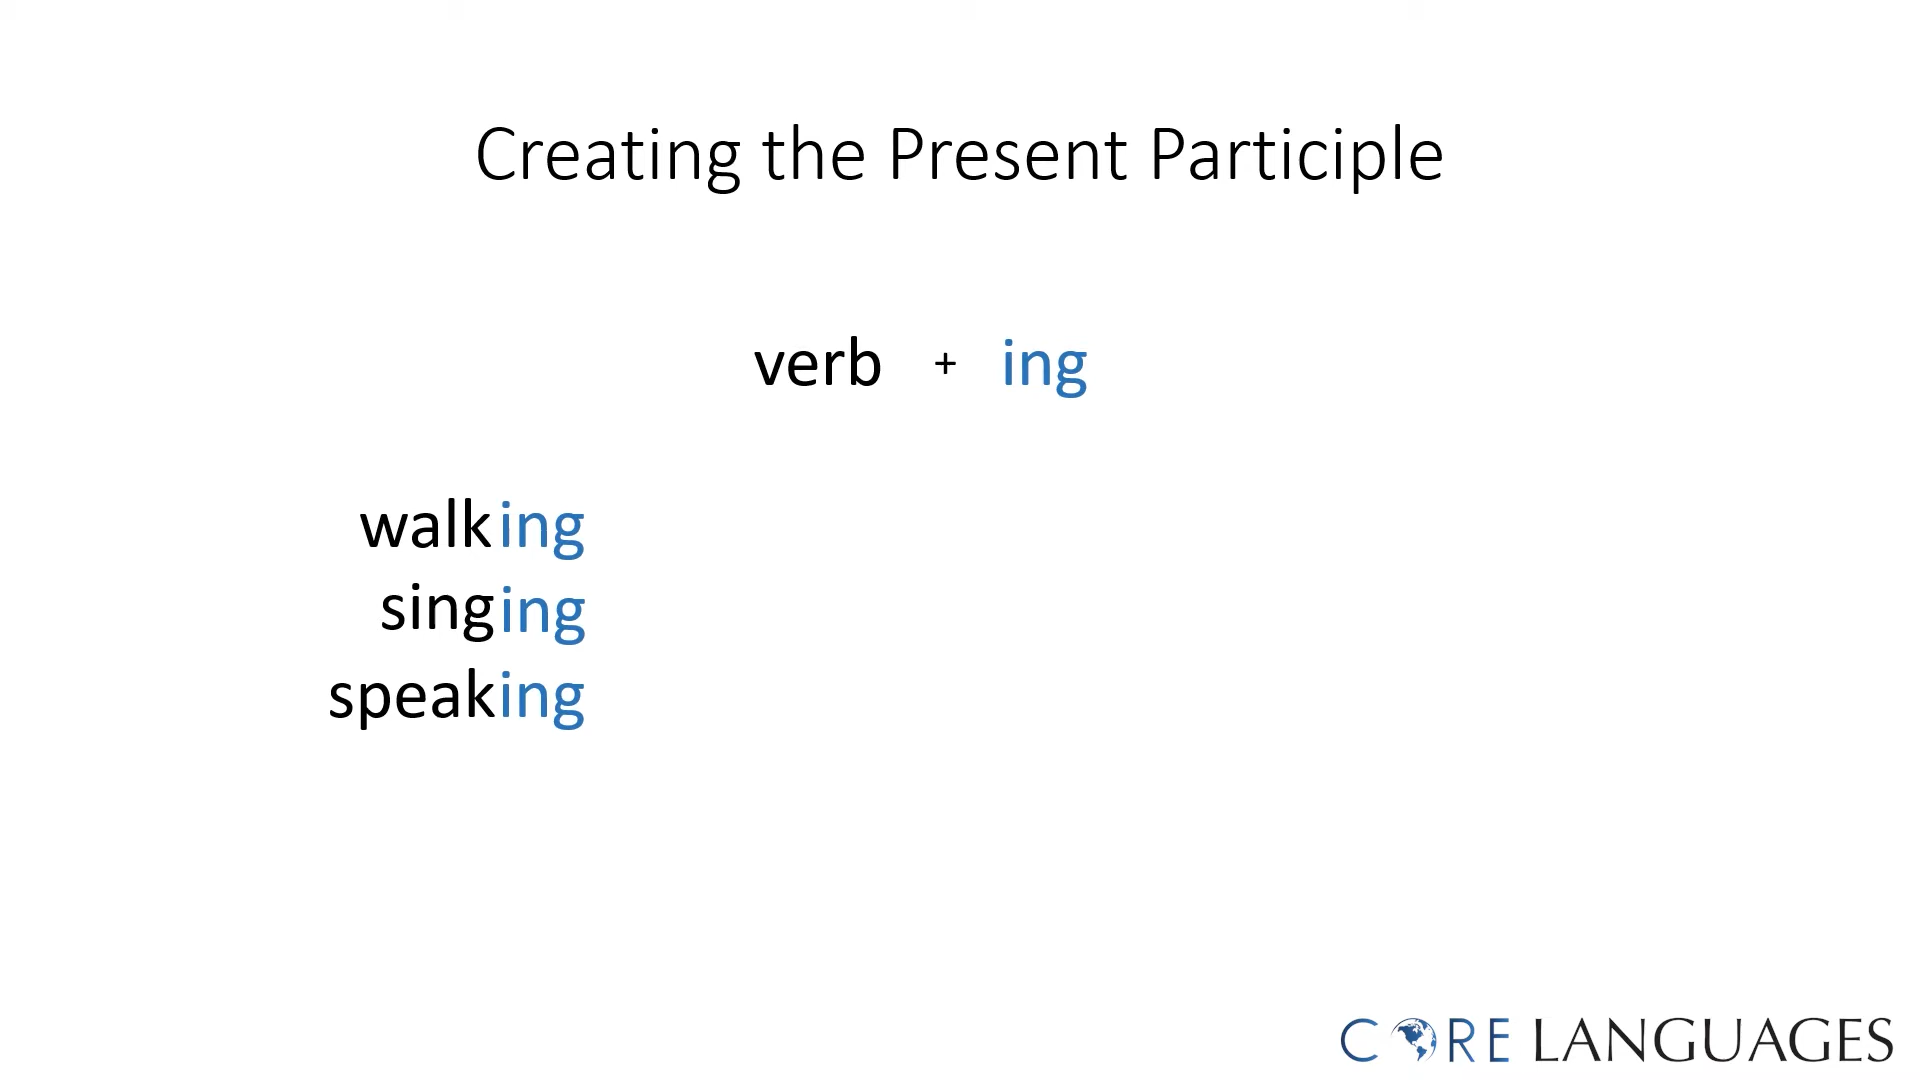 Creating the Present Participle
verb + ing
walking
singing
speaking
CORE LANGUAGES